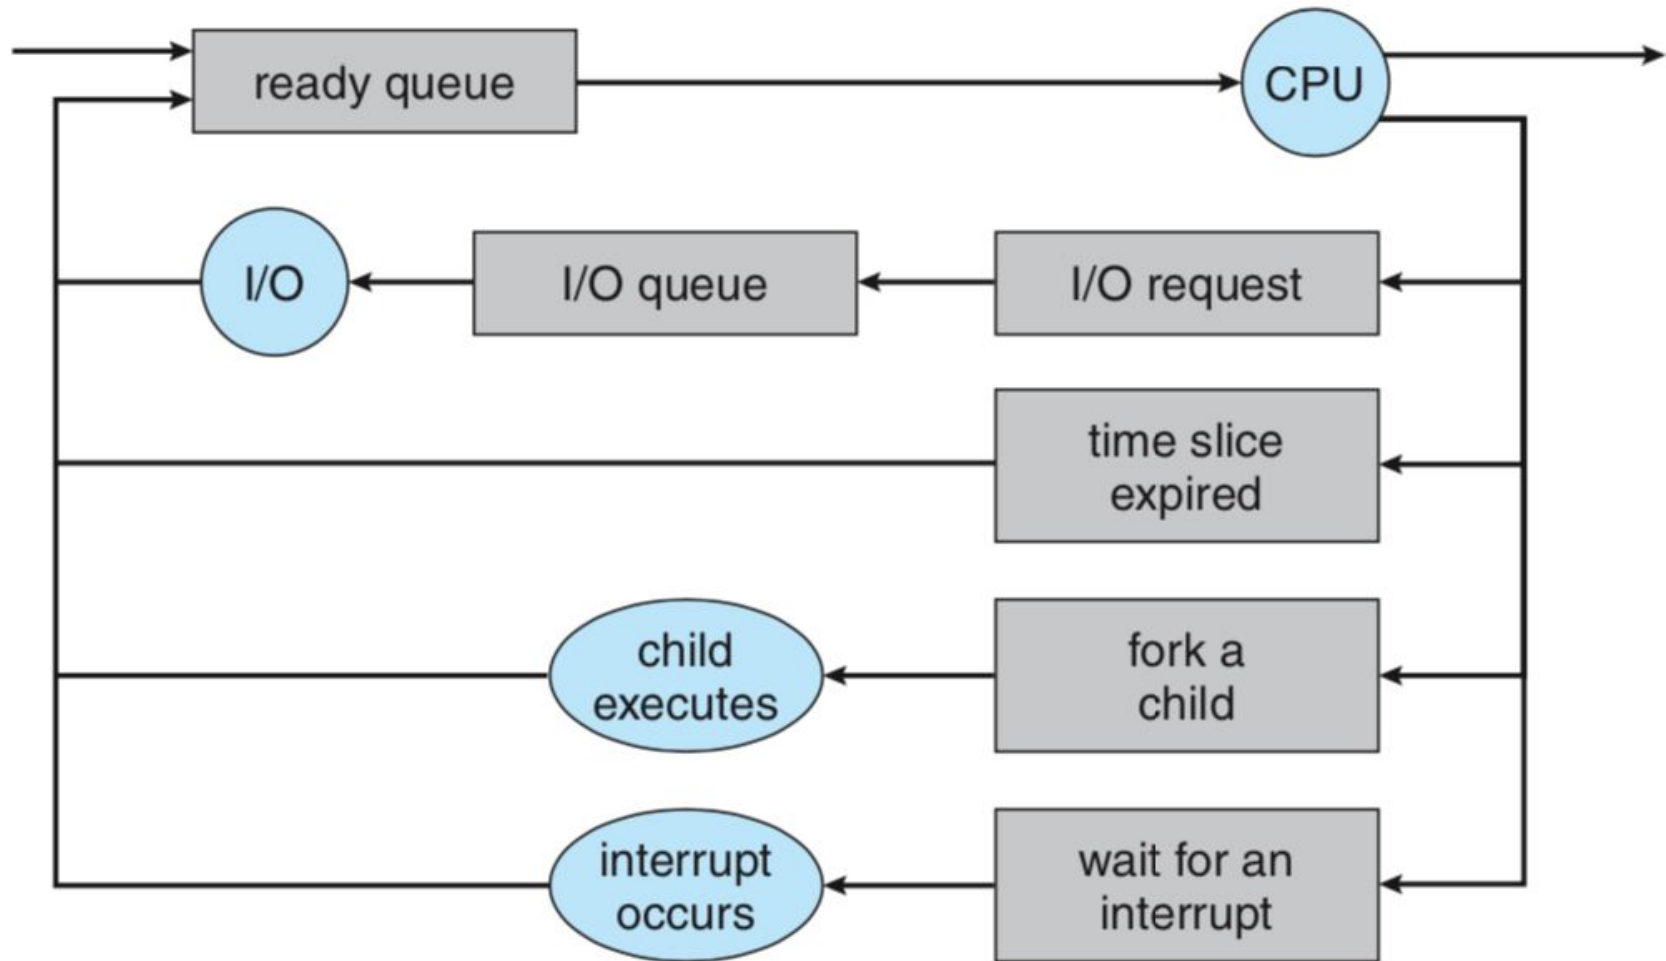 ready queue
CPU
I/O
I/O queue
I/O request
time slice
expired
child
executes
fork a
child
interrupt
occurs
wait for an
interrupt